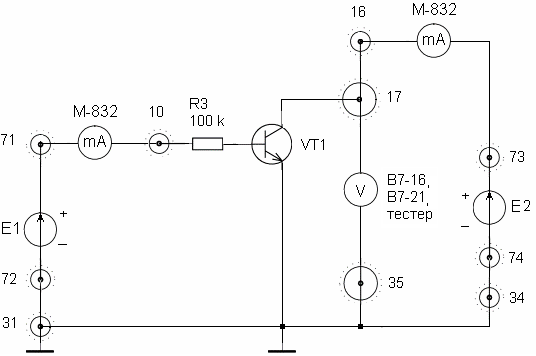 16
M-832
mA
17
R3
100 k
M-832
10
71
mA
VT1
73
V
B7-16,
B7-21,
тестер
+
E2
−
+
E1
−
74
72
35
34
31